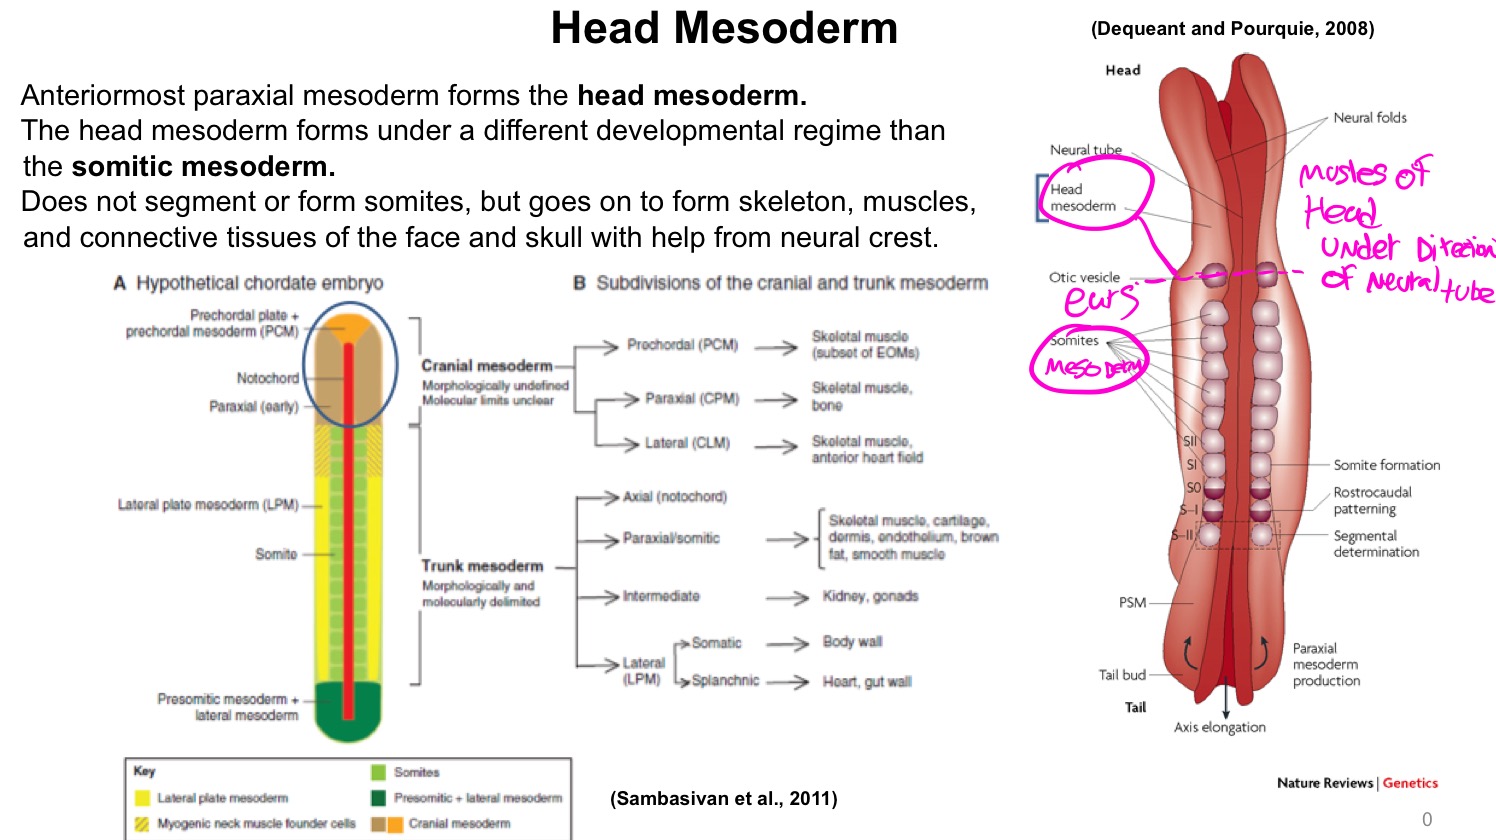 Head Mesoderm
(Dequeant and Pourquie, 2008)
Anteriormost paraxial mesoderm forms the head mesoderm.
The head mesoderm forms under a different developmental regime than
the somitic mesoderm.
Does not segment or form somites, but goes on to form skeleton, muscles,
and connective tissues of the face and skull with help from neural crest.
A Hypothetical chordate embryo
Prechordal plate +
prechordal mesoderm (PCM)
Notochord
Paraxial (early)
Lateral plate mesoderm (LPM)
Somite
Presomitic mesoderm +
lateral mesoderm
Cranial mesoderm
Morphologically undefined
Molecular limits unclear
Trunk mesoderm
Morphologically and
molecularly delimited
B Subdivisions of the cranial and trunk mesoderm
Prechordal (PCM)
Skeletal muscle
(subset of EOMs)
Paraxial (CPM)
Skeletal muscle,
bone
Lateral (CLM)
Skeletal muscle,
anterior heart field
Axial (notochord)
Paraxial/somitic
Skeletal muscle, cartilage,
dermis, endothelium, brown
fat, smooth muscle
Intermediate
Kidney, gonads
Lateral
(LPM)
Somatic
Body wall
Splanchnic
Heart, gut wall
Key
Lateral plate mesoderm
Myogenic neck muscle founder cells
Somites
Presomitic + lateral mesoderm
Cranial mesoderm
(Sambasivan et al., 2011)
Head
Neural folds
Neural tube
Head
mesoderm
Otic vesicle
ears
Somites
Mesoderm
Musles of
Head
under Direction
of Neural tube
SII
SI
S0
S–I
S–II
Somite formation
Rostrocaudal
patterning
Segmental
determination
PSM
Tail bud
Tail
Paraxial
mesoderm
production
Axis elongation
Nature Reviews | Genetics
0